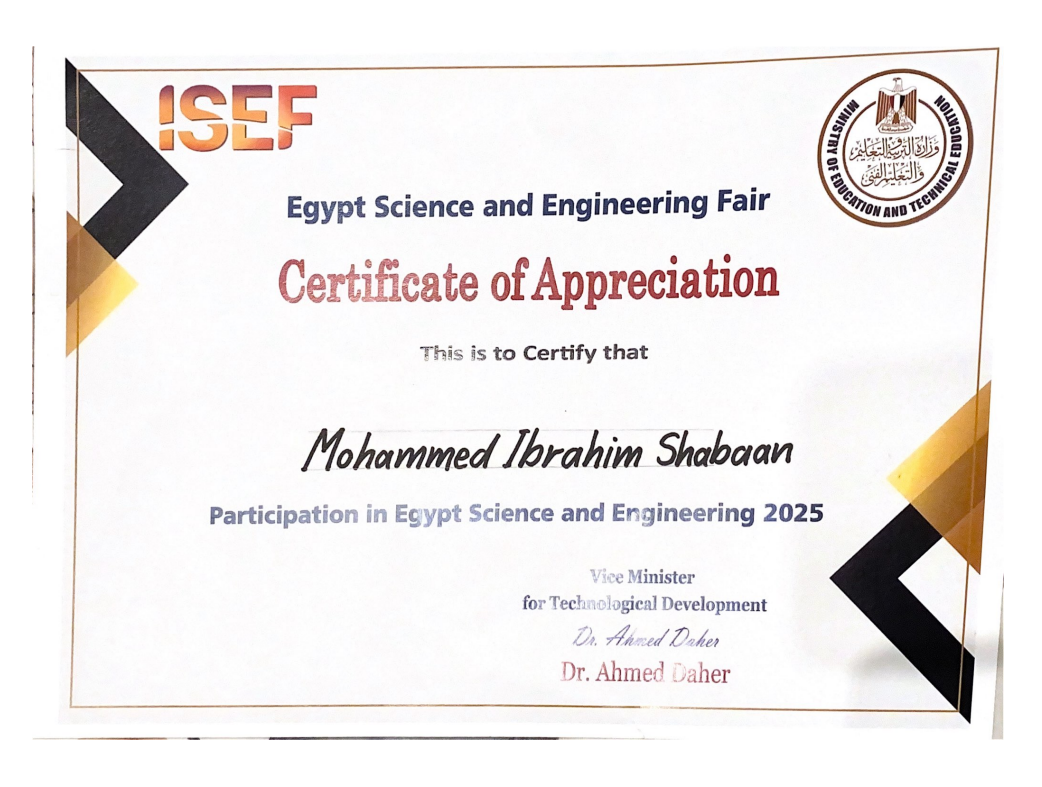 ISEF
MINISTRY OF EDUCATION AND TECHNICAL EDUCATION
وزارة التربية والتعليم
والتعليم الفني
Egypt Science and Engineering Fair
Certificate of Appreciation
This is to Certify that
Mohammed Ibrahim Shabaan
Participation in Egypt Science and Engineering 2025
Vice Minister
for Technological Development
Dr. Ahmed Daher
Dr. Ahmed Daher